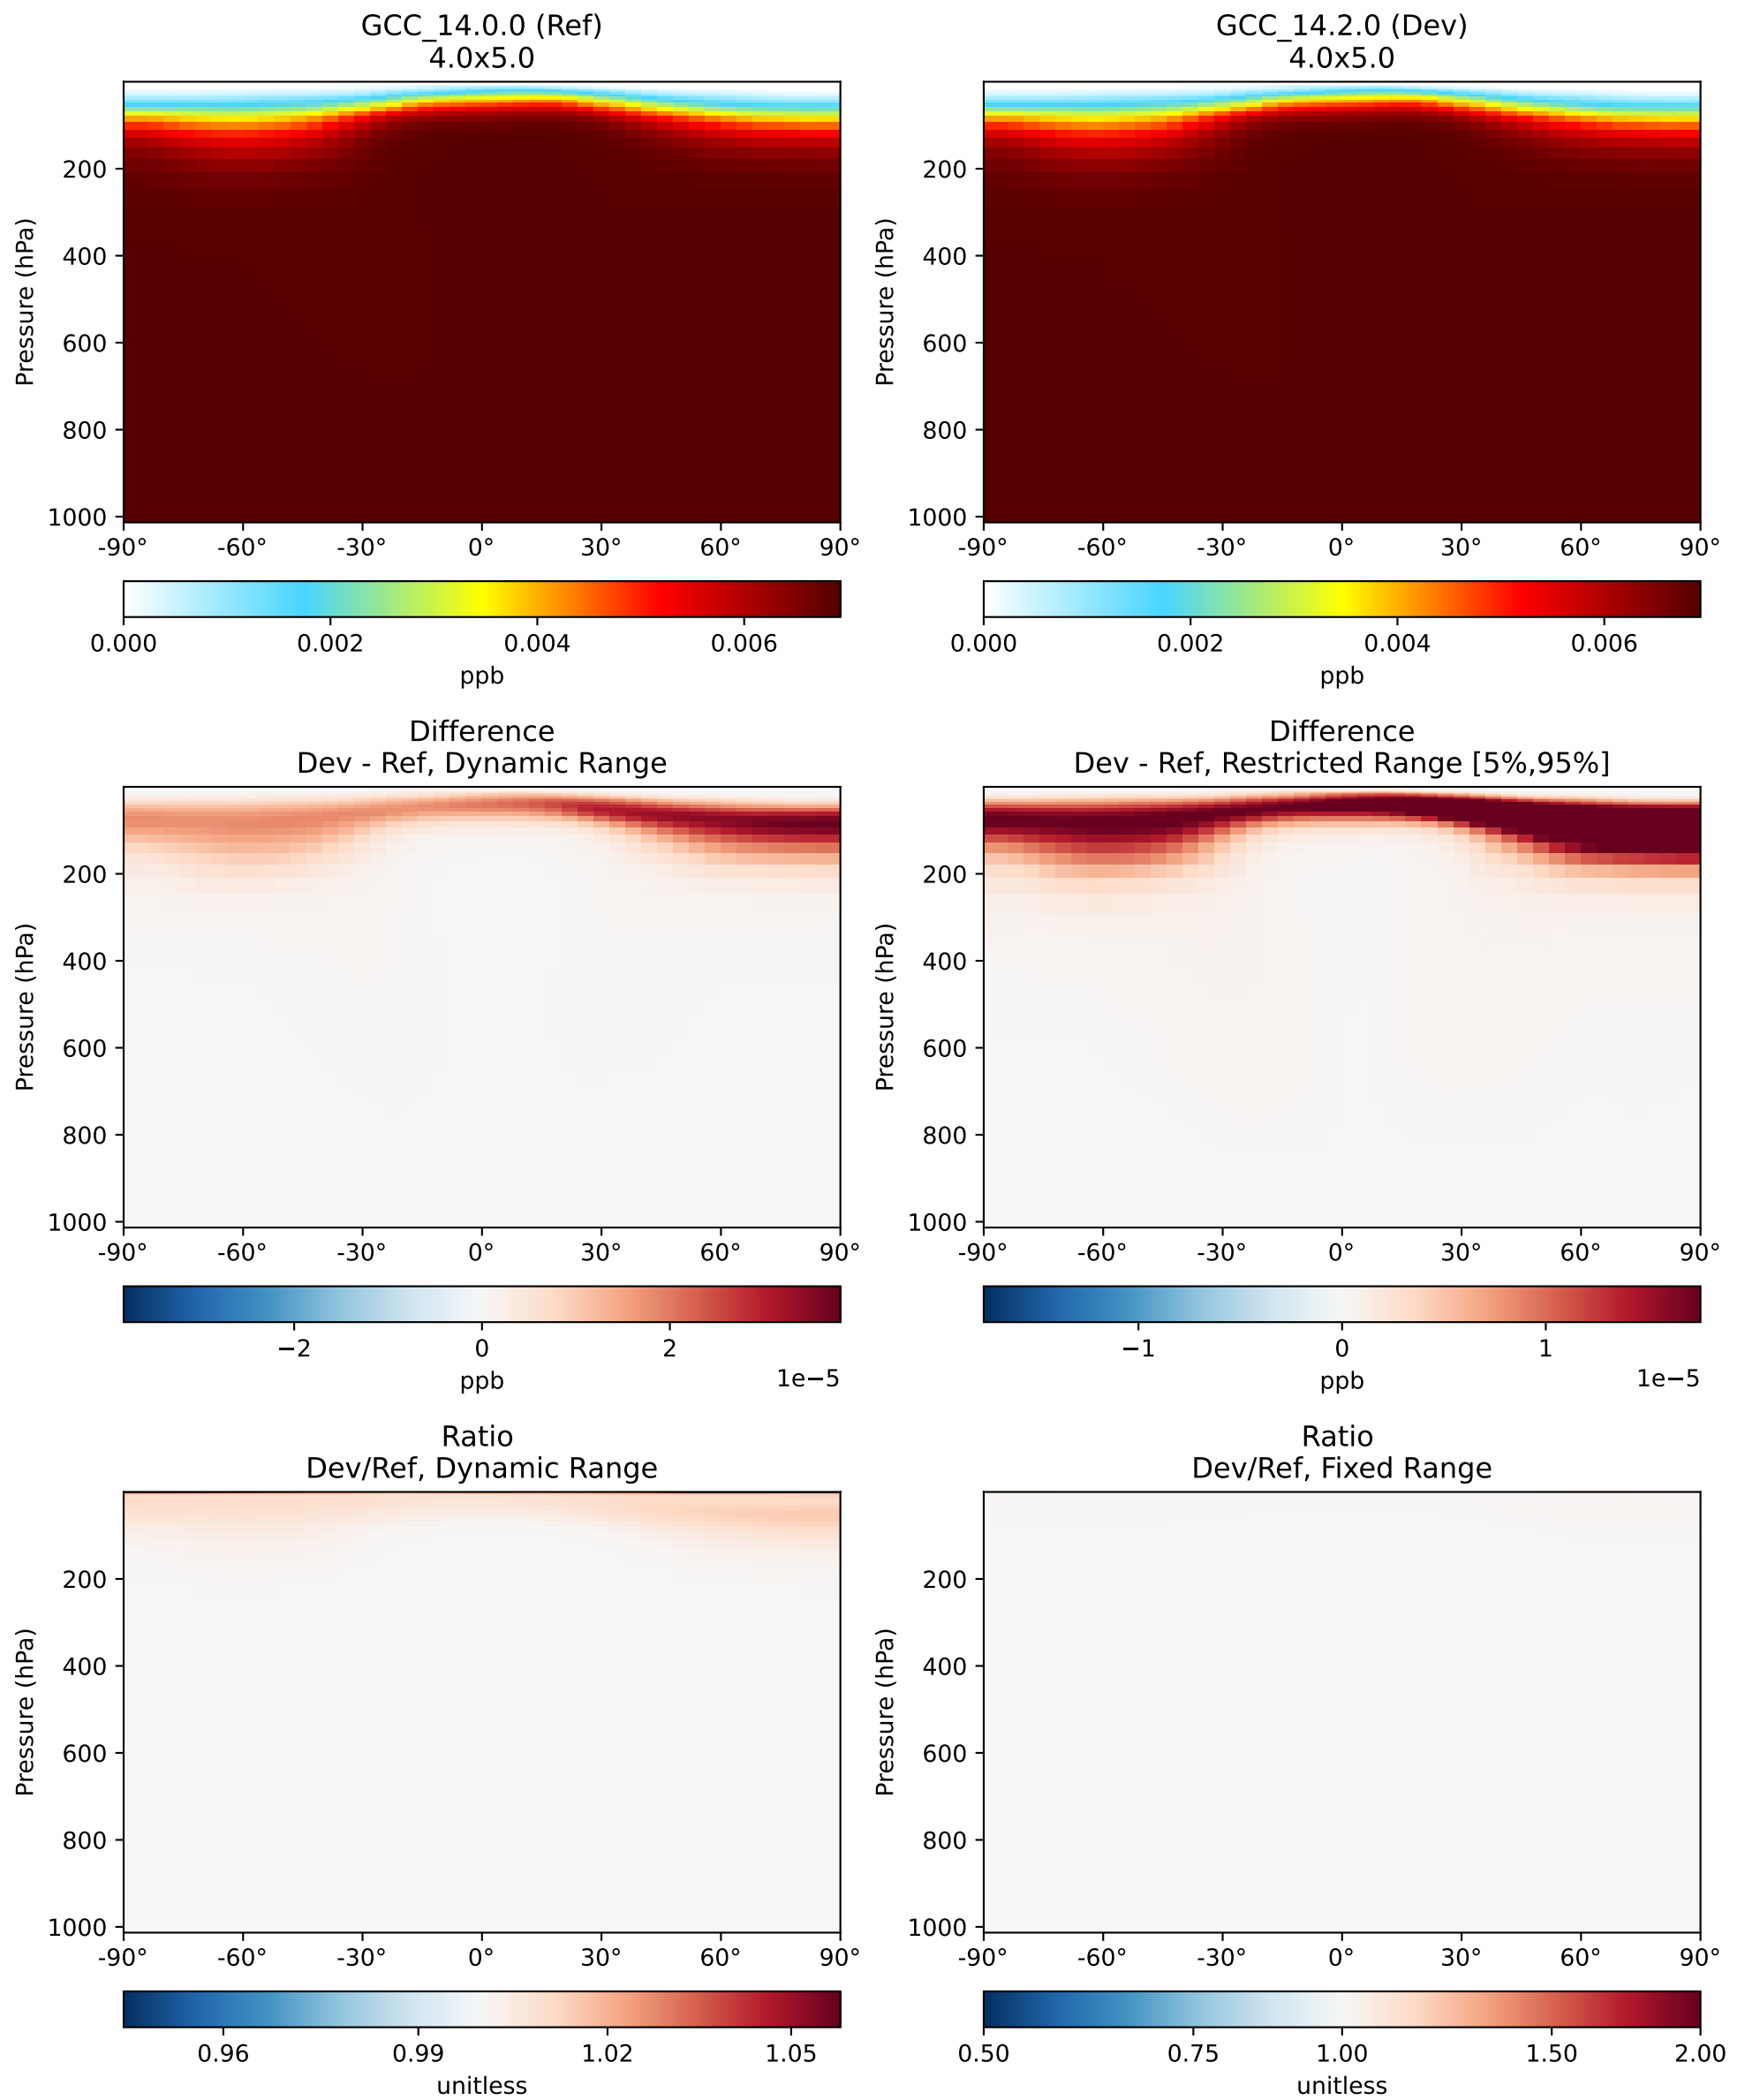 GCC_14.0.0 (Ref)
4.0x5.0
Pressure (hPa)
200
400
600
800
1000
-90° -60° -30° 0° 30° 60° 90°
0.000 0.002 0.004 0.006
ppb
GCC_14.2.0 (Dev)
4.0x5.0
Pressure (hPa)
200
400
600
800
1000
-90° -60° -30° 0° 30° 60° 90°
0.000 0.002 0.004 0.006
ppb
Difference
Dev - Ref, Dynamic Range
Pressure (hPa)
200
400
600
800
1000
-90° -60° -30° 0° 30° 60° 90°
−2 0 2
ppb 1e−5
Difference
Dev - Ref, Restricted Range [5%,95%]
Pressure (hPa)
200
400
600
800
1000
-90° -60° -30° 0° 30° 60° 90°
−1 0 1
ppb 1e−5
Ratio
Dev/Ref, Dynamic Range
Pressure (hPa)
200
400
600
800
1000
-90° -60° -30° 0° 30° 60° 90°
0.96 0.99 1.02 1.05
unitless
Ratio
Dev/Ref, Fixed Range
Pressure (hPa)
200
400
600
800
1000
-90° -60° -30° 0° 30° 60° 90°
0.50 0.75 1.00 1.50 2.00
unitless